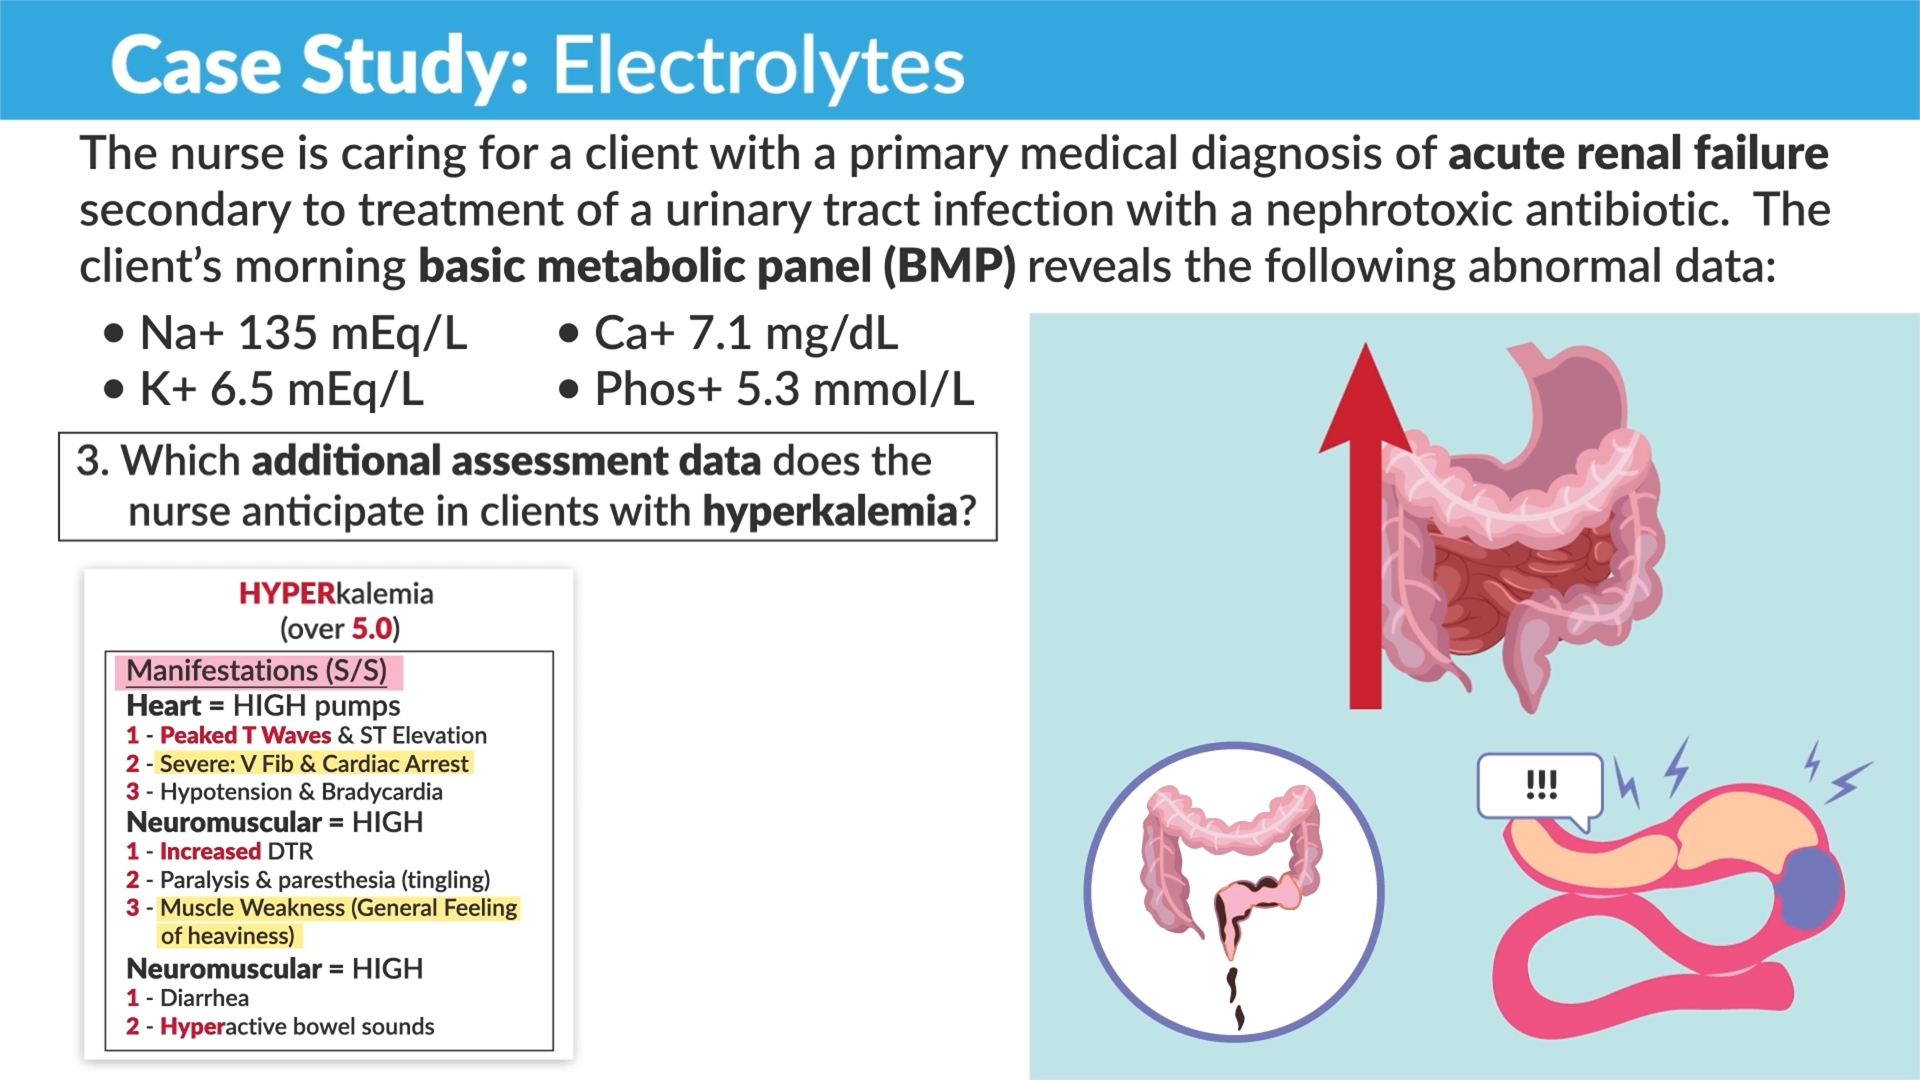 Case Study: Electrolytes
The nurse is caring for a client with a primary medical diagnosis of acute renal failure
secondary to treatment of a urinary tract infection with a nephrotoxic antibiotic. The
client's morning basic metabolic panel (BMP) reveals the following abnormal data:
• Na+ 135 mEq/L
• K+ 6.5 mEq/L
• Ca+ 7.1 mg/dL
• Phos+ 5.3 mmol/L
3. Which additional assessment data does the
nurse anticipate in clients with hyperkalemia?
HYPERkalemia
(over 5.0)
Manifestations (S/S)
Heart = HIGH pumps
1 - Peaked T Waves & ST Elevation
2 - Severe: V Fib & Cardiac Arrest
3 - Hypotension & Bradycardia
Neuromuscular = HIGH
1 - Increased DTR
2 - Paralysis & paresthesia (tingling)
3 - Muscle Weakness (General Feeling
of heaviness)
Neuromuscular = HIGH
1 - Diarrhea
2 - Hyperactive bowel sounds
!!!